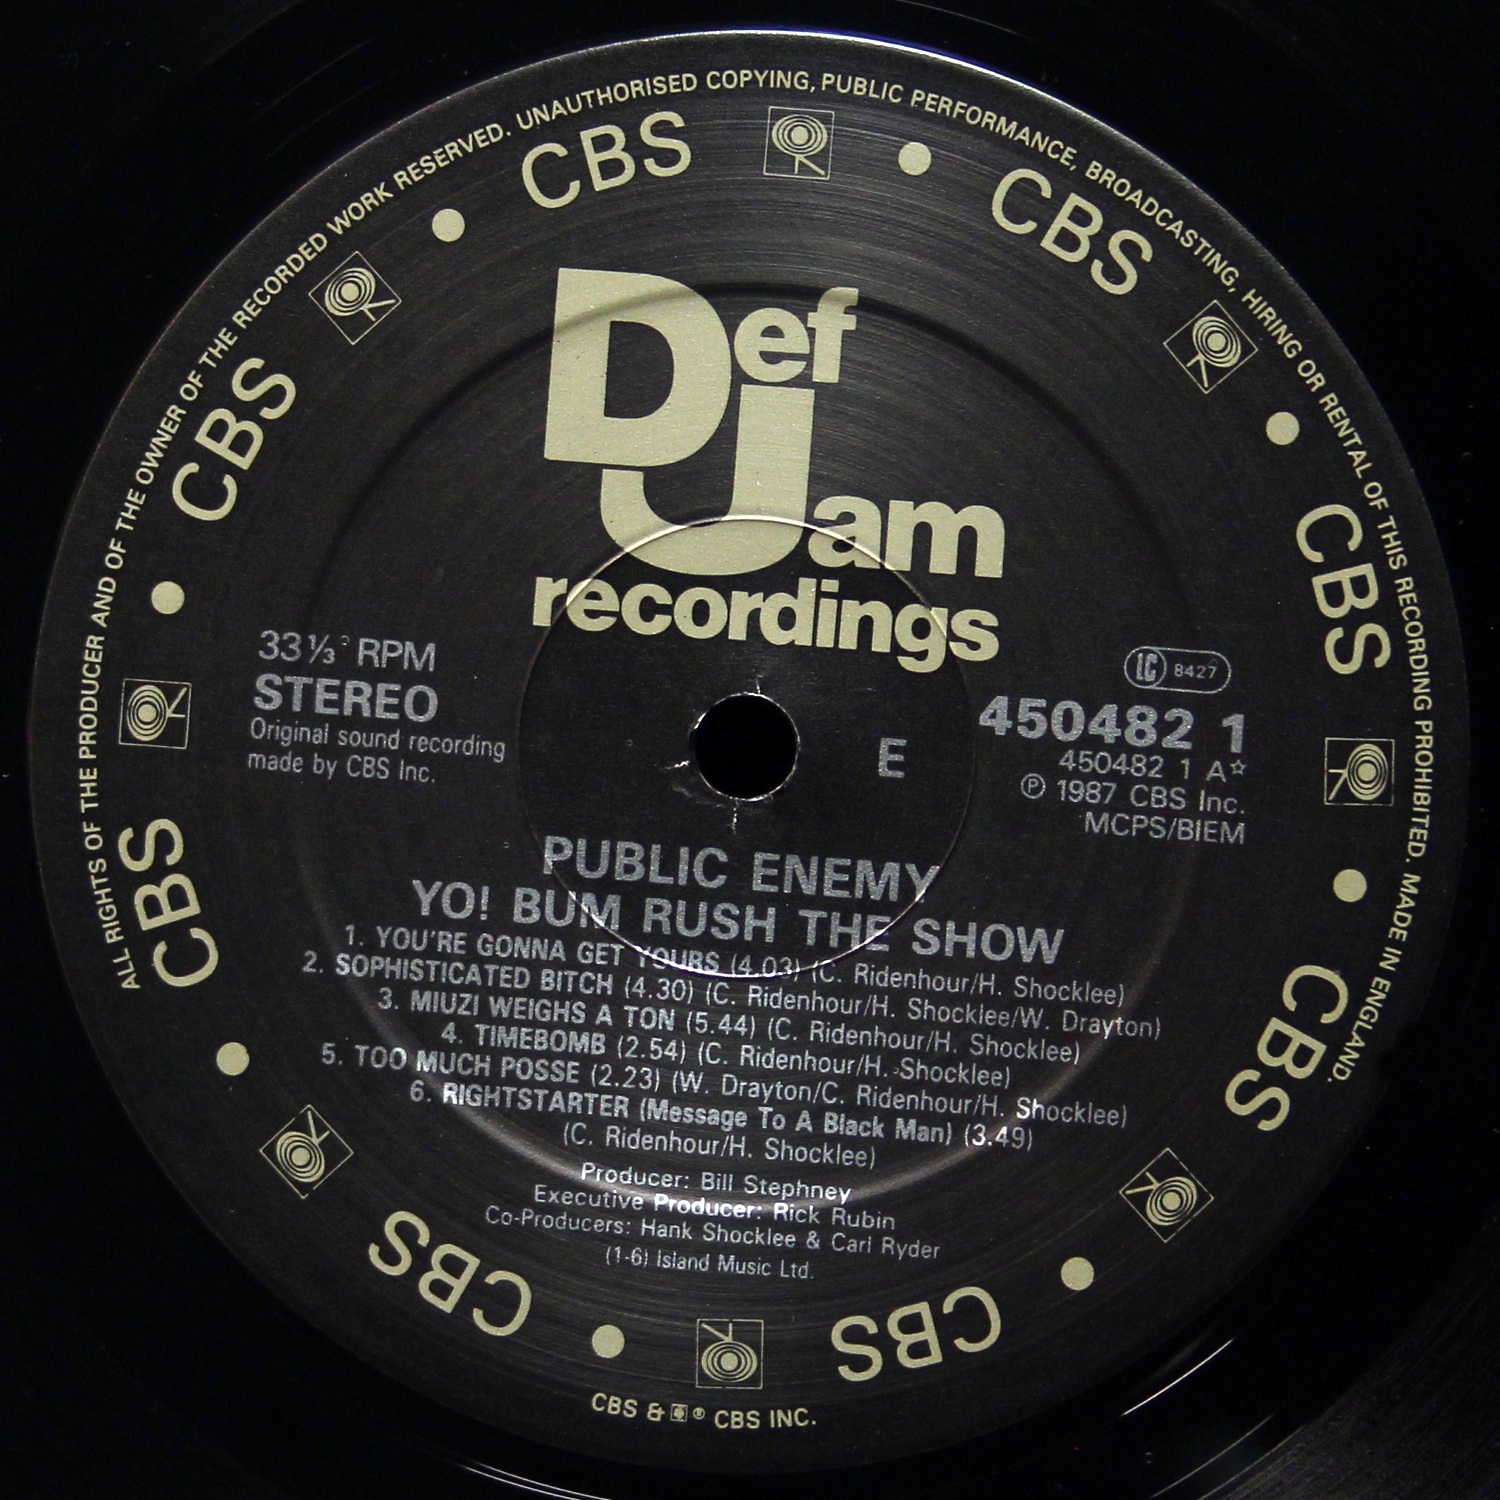 ALL RIGHTS OF THE PRODUCER AND OF THE OWNER OF THE RECORDED WORK RESERVED. UNAUTHORISED COPYING, PUBLIC PERFORMANCE, BROADCASTING, HIRING OR RENTAL OF THIS RECORDING PROHIBITED. MADE IN ENGLAND.
CBS
CBS
CBS
CBS
CBS
CBS
CBS
CBS
Def
Jam
recordings
33⅓ RPM
STEREO
Original sound recording
made by CBS Inc.
E
LC 8427
450482 1
450482 1 A☆
℗ 1987 CBS Inc.
MCPS/BIEM
PUBLIC ENEMY
YO! BUM RUSH THE SHOW
1. YOU'RE GONNA GET YOURS (4.03) (C. Ridenhour/H. Shocklee)
2. SOPHISTICATED BITCH (4.30) (C. Ridenhour/H. Shocklee/W. Drayton)
3. MIUZI WEIGHS A TON (5.44) (C. Ridenhour/H. Shocklee)
4. TIMEBOMB (2.54) (C. Ridenhour/H. Shocklee)
5. TOO MUCH POSSE (2.23) (W. Drayton/C. Ridenhour/H. Shocklee)
6. RIGHTSTARTER (Message To A Black Man) (3.49)
(C. Ridenhour/H. Shocklee)
Producer: Bill Stephney
Executive Producer: Rick Rubin
Co-Producers: Hank Shocklee & Carl Ryder
(1-6) Island Music Ltd.
CBS & ® CBS INC.